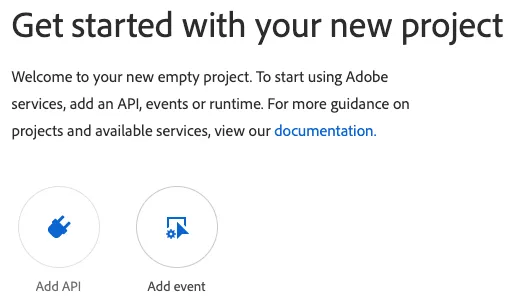 Get started with your new project
Welcome to your new empty project. To start using Adobe
services, add an API, events or runtime. For more guidance on
projects and available services, view our documentation.
Add API
Add event